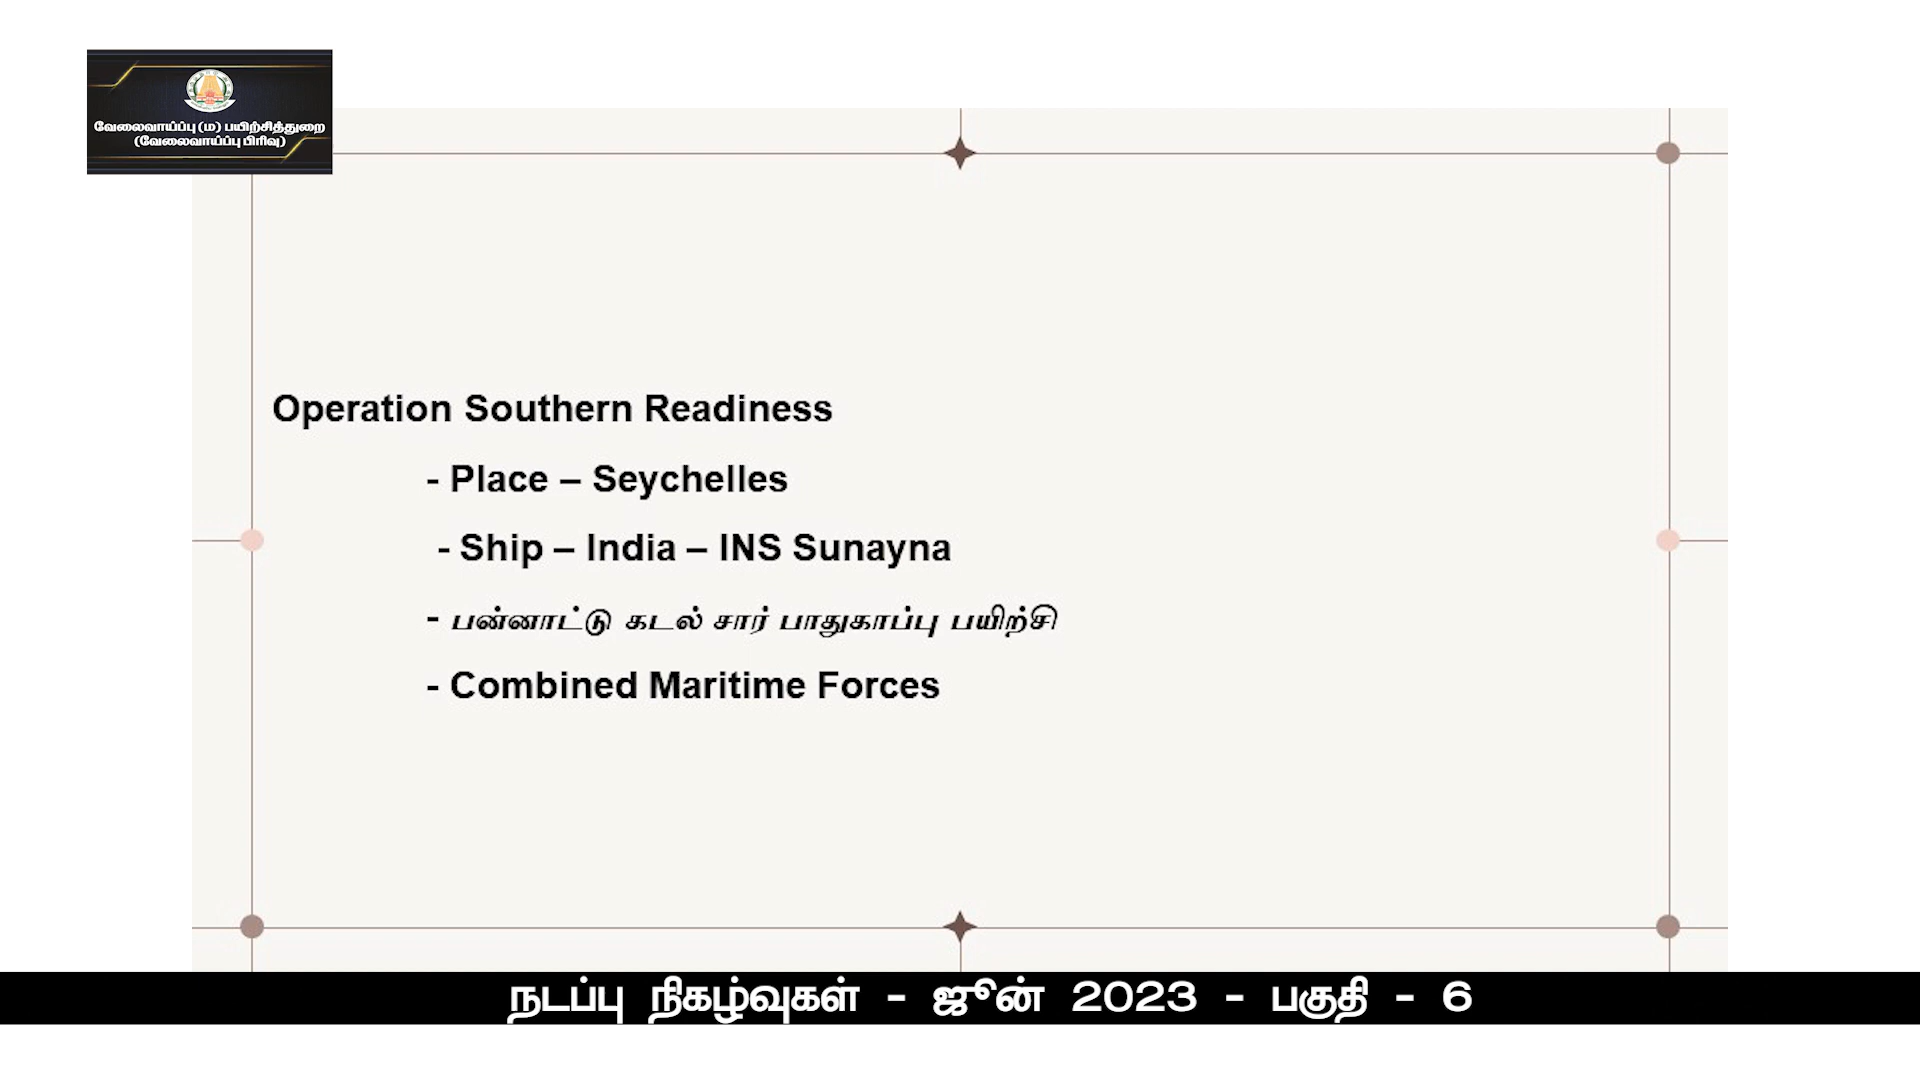 வேலைவாய்ப்பு (ம) பயிற்சித்துறை
(வேலைவாய்ப்பு பிரிவு)
Operation Southern Readiness
- Place – Seychelles
- Ship – India – INS Sunayna
- பன்னாட்டு கடல் சார் பாதுகாப்பு பயிற்சி
- Combined Maritime Forces
நடப்பு நிகழ்வுகள் - ஜூன் 2023 - பகுதி - 6